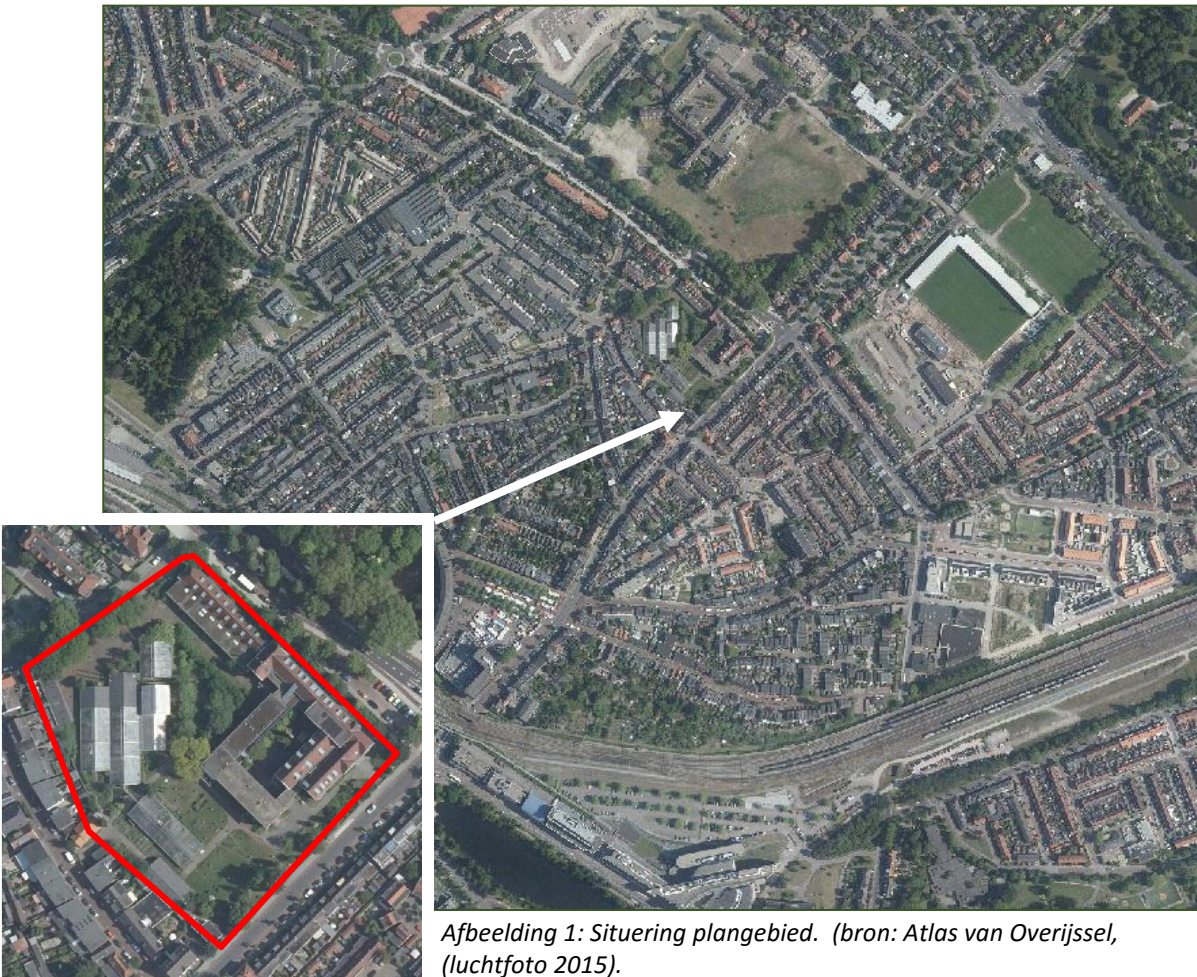 Afbeelding 1: Situering plangebied. (bron: Atlas van Overijssel,
(luchtfoto 2015).